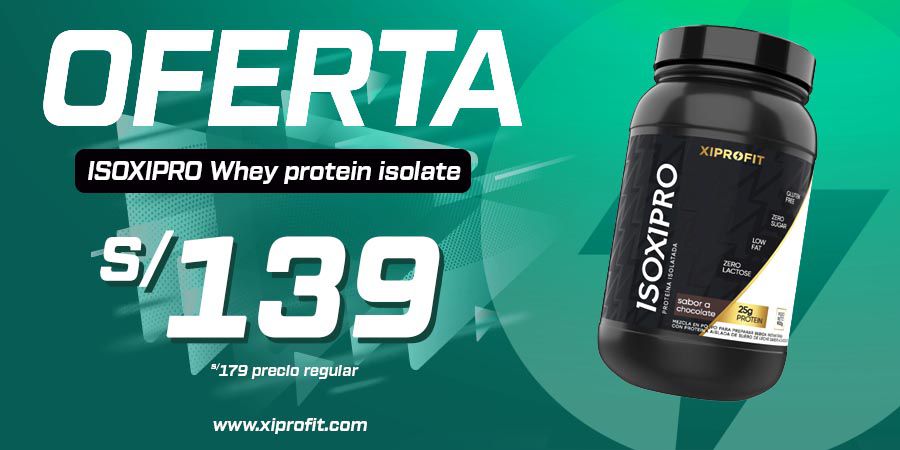 OFERTA
ISOXIPRO Whey protein isolate
S/139
S/179 precio regular
www.xiprofit.com
XIPROFIT
ISOXIPRO
PROTEÍNA ISOLATADA
GLUTEN
FREE
ZERO
SUGAR
LOW
FAT
ZERO
LACTOSE
sabor a
chocolate
25g
PROTEIN